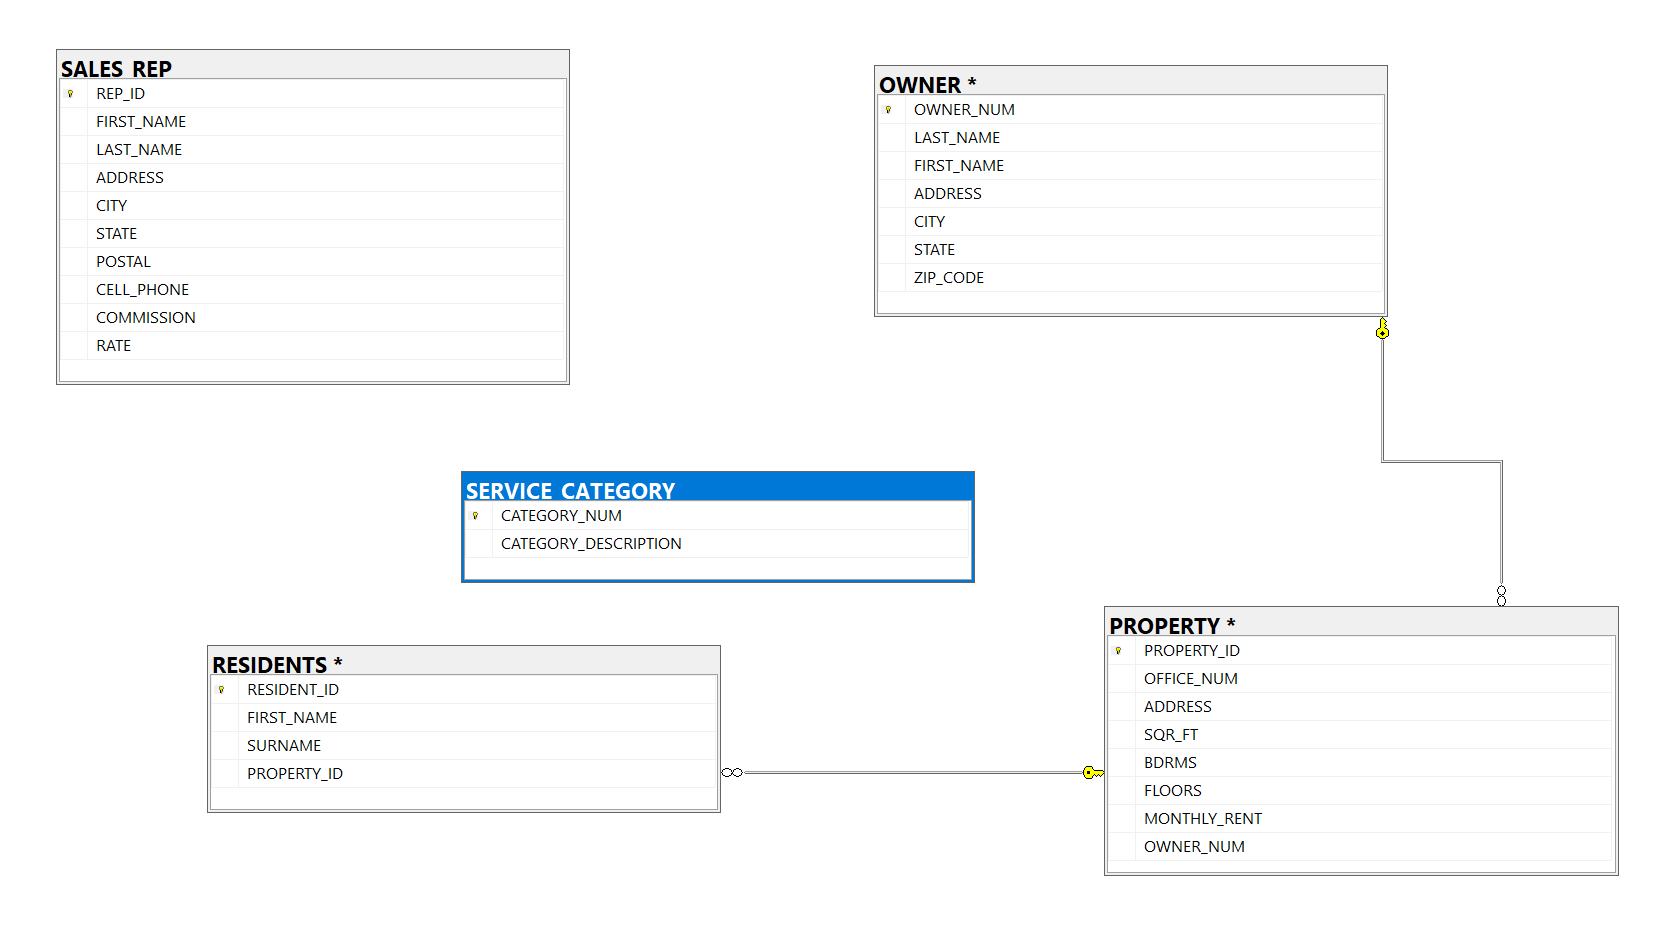 SALES_REP
REP_ID
FIRST_NAME
LAST_NAME
ADDRESS
CITY
STATE
POSTAL
CELL_PHONE
COMMISSION
RATE
OWNER *
OWNER_NUM
LAST_NAME
FIRST_NAME
ADDRESS
CITY
STATE
ZIP_CODE
SERVICE_CATEGORY
CATEGORY_NUM
CATEGORY_DESCRIPTION
RESIDENTS *
RESIDENT_ID
FIRST_NAME
SURNAME
PROPERTY_ID
PROPERTY *
PROPERTY_ID
OFFICE_NUM
ADDRESS
SQR_FT
BDRMS
FLOORS
MONTHLY_RENT
OWNER_NUM